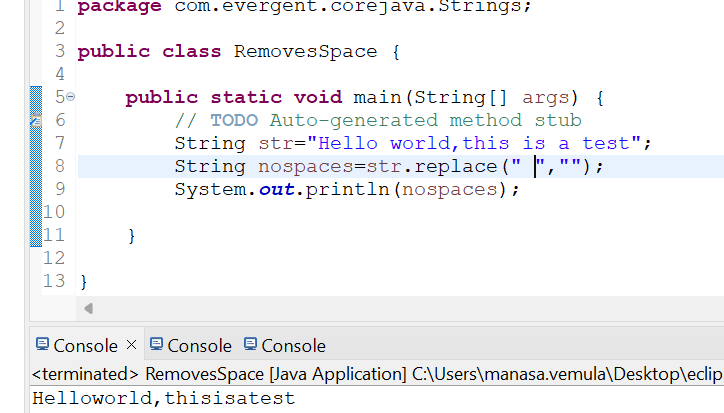 1 package com.evergent.corejava.Strings;
2
3 public class RemovesSpace {
4
5 public static void main(String[] args) {
6 // TODO Auto-generated method stub
7 String str="Hello world,this is a test";
8 String nospaces=str.replace(" ","");
9 System.out.println(nospaces);
10
11 }
12
13 }
Console × Console Console
<terminated> RemovesSpace [Java Application] C:\Users\manasa.vemula\Desktop\eclip
Helloworld,thisisatest